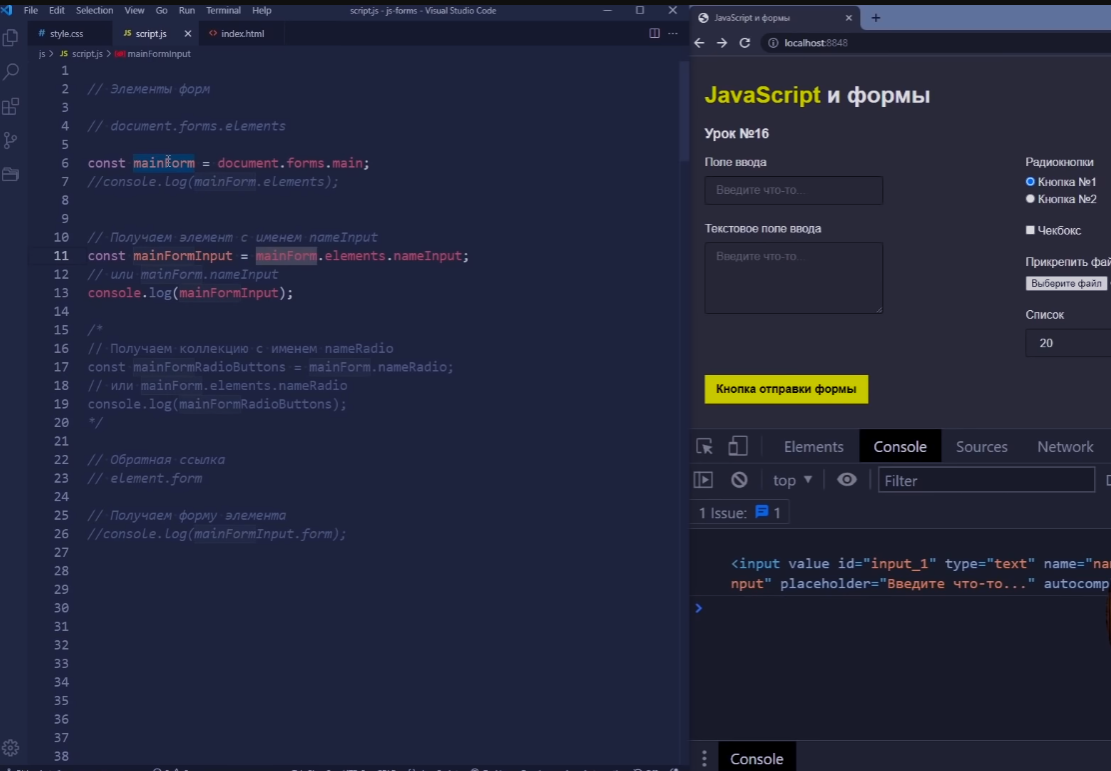 File Edit Selection View Go Run Terminal Help script.js - js-forms - Visual Studio Code
# style.css JS script.js × <> index.html
js > JS script.js > mainFormInput
1
2 // Элементы форм
3
4 // document.forms.elements
5
6 const mainForm = document.forms.main;
7 //console.log(mainForm.elements);
8
9
10 // Получаем элемент с именем nameInput
11 const mainFormInput = mainForm.elements.nameInput;
12 // или mainForm.nameInput
13 console.log(mainFormInput);
14
15 /*
16 // Получаем коллекцию с именем nameRadio
17 const mainFormRadioButtons = mainForm.nameRadio;
18 // или mainForm.elements.nameRadio
19 console.log(mainFormRadioButtons);
20 */
21
22 // Обратная ссылка
23 // element.form
24
25 // Получаем форму элемента
26 //console.log(mainFormInput.form);
27
28
29
30
31
32
33
34
35
36
37
38
JavaScript и формы × +
localhost:8848
JavaScript и формы
Урок №16
Поле ввода
Введите что-то...
Текстовое поле ввода
Введите что-то...
Кнопка отправки формы
Радиокнопки
Кнопка №1
Кнопка №2
Чекбокс
Прикрепить фай
Выберите файл
Список
20
Elements Console Sources Network
top ▼ Filter
1 Issue: 1
<input value id="input_1" type="text" name="na
nput" placeholder="Введите что-то..." autocomp
>
Console